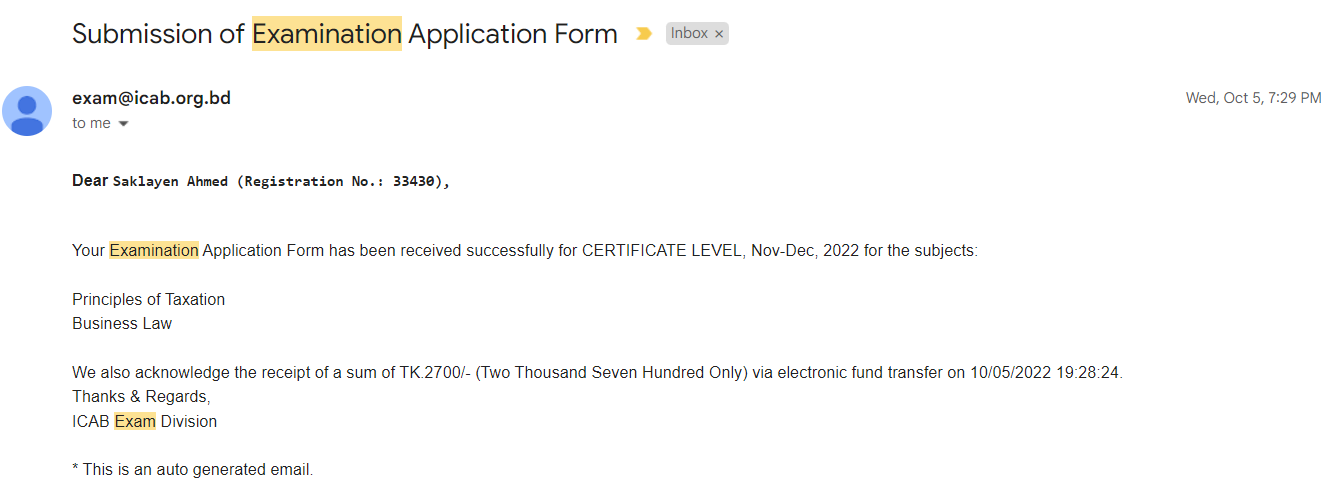 Submission of Examination Application Form Inbox ×
exam@icab.org.bd Wed, Oct 5, 7:29 PM
to me
Dear Saklayen Ahmed (Registration No.: 33430),
Your Examination Application Form has been received successfully for CERTIFICATE LEVEL, Nov-Dec, 2022 for the subjects:
Principles of Taxation
Business Law
We also acknowledge the receipt of a sum of TK.2700/- (Two Thousand Seven Hundred Only) via electronic fund transfer on 10/05/2022 19:28:24.
Thanks & Regards,
ICAB Exam Division
* This is an auto generated email.